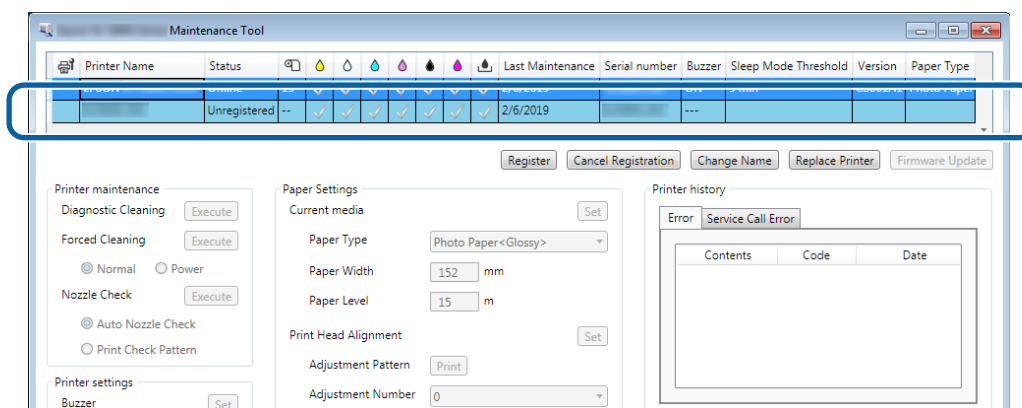 Maintenance Tool
Printer Name Status Last Maintenance Serial number Buzzer Sleep Mode Threshold Version Paper Type
Unregistered -- 2/6/2019 ---
Register Cancel Registration Change Name Replace Printer Firmware Update
Printer maintenance
Diagnostic Cleaning Execute
Forced Cleaning Execute
Normal Power
Nozzle Check Execute
Auto Nozzle Check
Print Check Pattern
Printer settings
Buzzer Set
Paper Settings
Current media Set
Paper Type Photo Paper<Glossy>
Paper Width 152 mm
Paper Level 15 m
Print Head Alignment Set
Adjustment Pattern Print
Adjustment Number 0
Printer history
Error Service Call Error
Contents Code Date